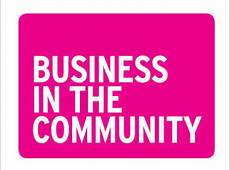 BUSINESS
IN THE
COMMUNITY